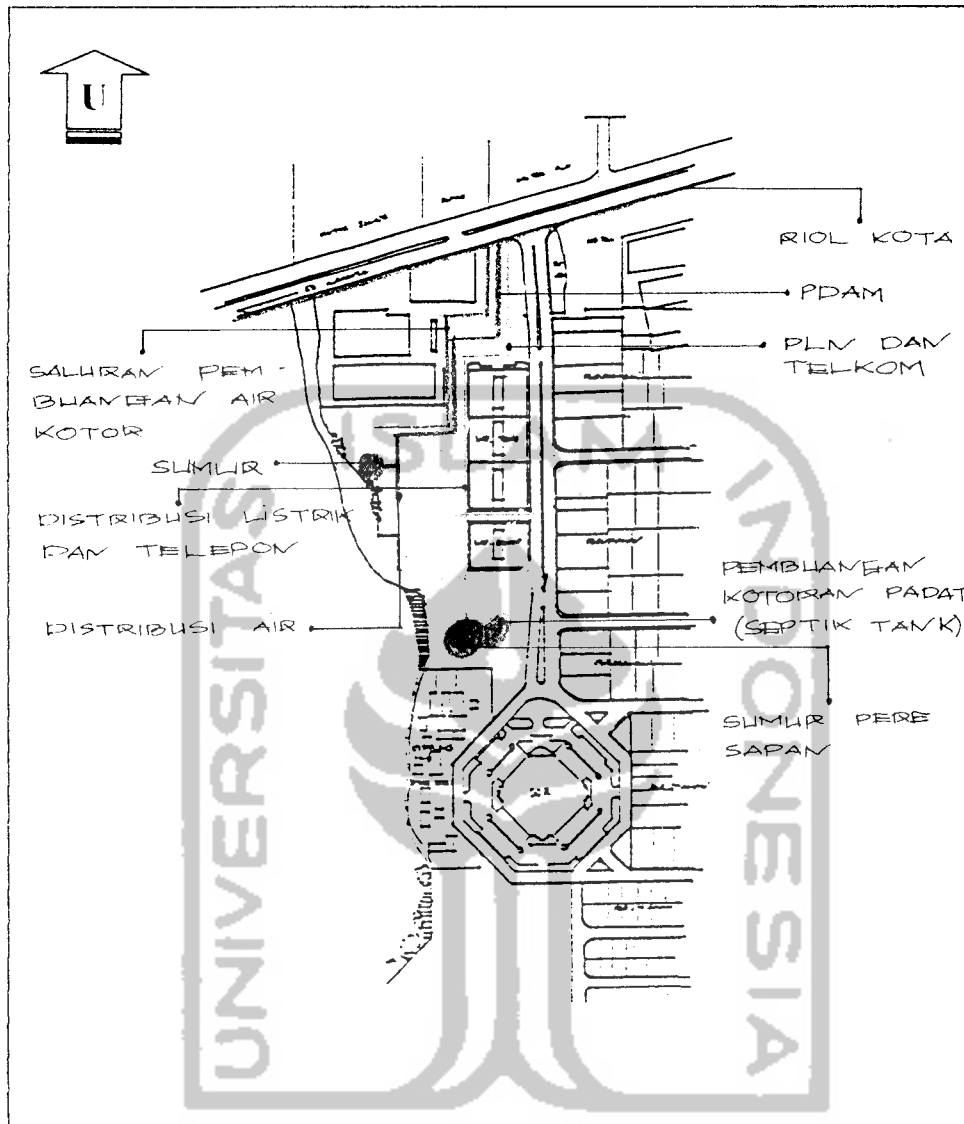 U
RIOL KOTA
PDAM
PLN DAN
TELKOM
SALURAN PEM-
BUANGAN AIR
KOTOR
SUMUR
DISTRIBUSI LISTRIK
DAN TELEPON
DISTRIBUSI AIR
PEMBUANGAN
KOTORAN PADAT
(SEPTIK TANK)
SUMUR PERE
SAPAN
UNIVERSITAS
ISLAM
INDONESIA